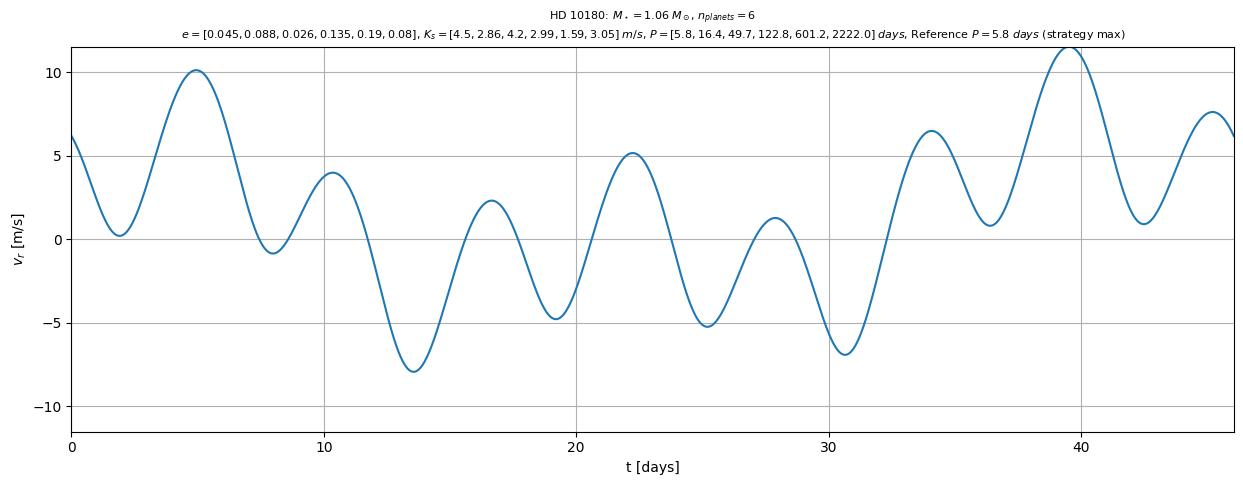 HD 10180: M⋆ = 1.06 M⊙, n_planets = 6
e = [0.045, 0.088, 0.026, 0.135, 0.19, 0.08], K_s = [4.5, 2.86, 4.2, 2.99, 1.59, 3.05] m/s, P = [5.8, 16.4, 49.7, 122.8, 601.2, 2222.0] days, Reference P = 5.8 days (strategy max)
10
5
0
−5
−10
v_r [m/s]
0 10 20 30 40
t [days]